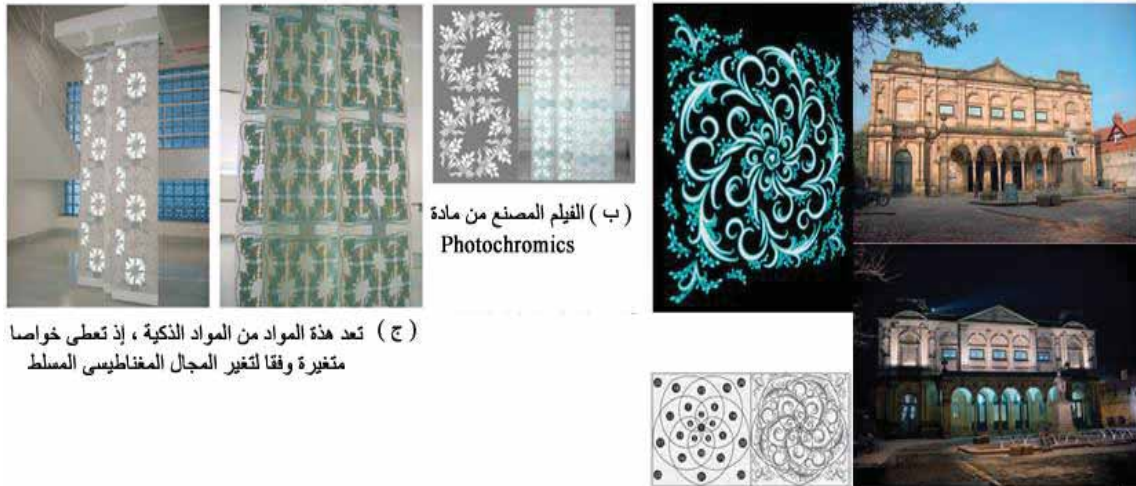 ( ب ) الفيلم المصنع من مادة
Photochromics
( ج ) تعد هذة المواد من المواد الذكية ، إذ تعطى خواصا
متغيرة وفقا لتغير المجال المغناطيسى المسلط